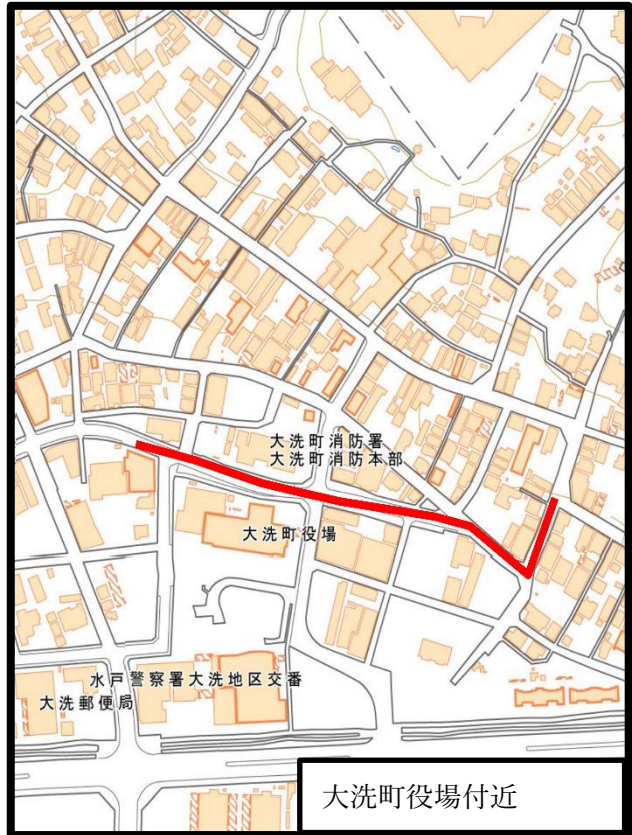 大洗町消防署
大洗町消防本部
大洗町役場
水戸警察署大洗地区交番
大洗郵便局
大洗町役場付近